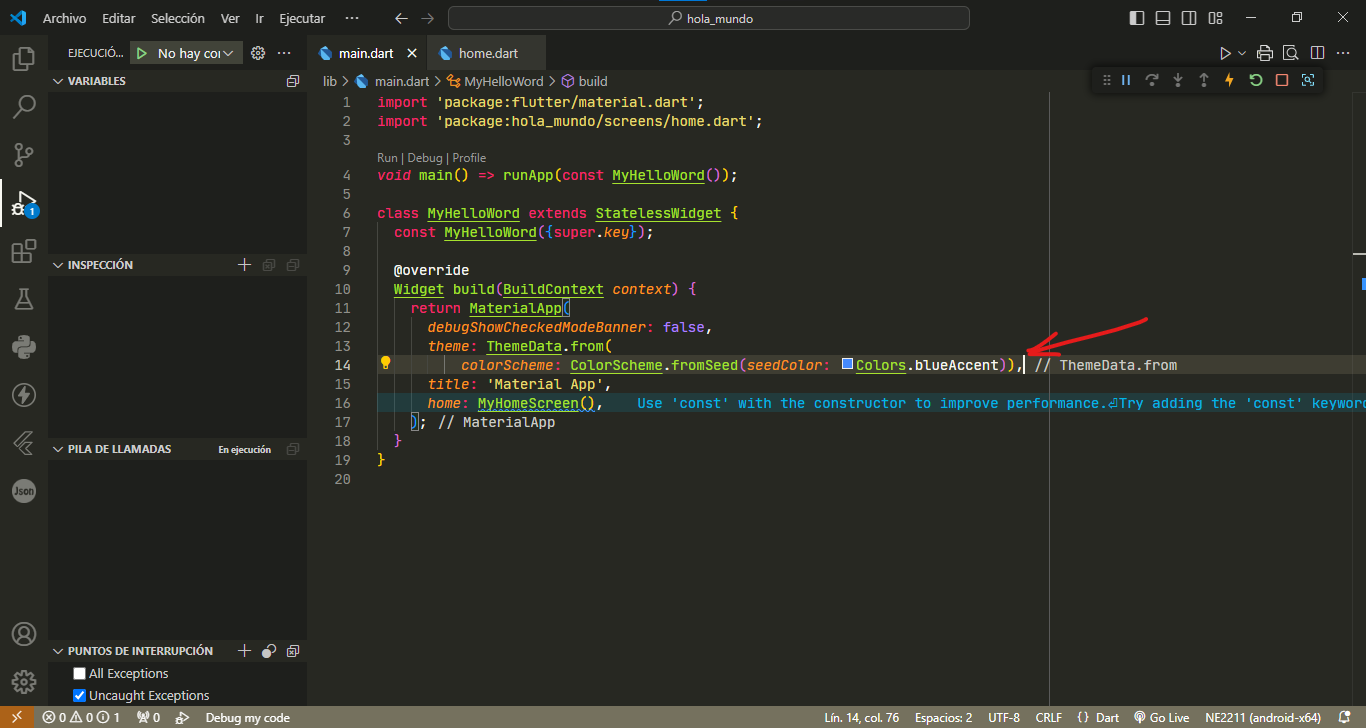 Archivo Editar Selección Ver Ir Ejecutar ··· hola_mundo
EJECUCIÓ... No hay cor ··· main.dart home.dart
VARIABLES
lib > main.dart > MyHelloWord > build
1 import 'package:flutter/material.dart';
2 import 'package:hola_mundo/screens/home.dart';
3
Run | Debug | Profile
4 void main() => runApp(const MyHelloWord());
5
6 class MyHelloWord extends StatelessWidget {
7 const MyHelloWord({super.key});
8
9 @override
10 Widget build(BuildContext context) {
11 return MaterialApp(
12 debugShowCheckedModeBanner: false,
13 theme: ThemeData.from(
14 colorScheme: ColorScheme.fromSeed(seedColor: Colors.blueAccent)), // ThemeData.from
15 title: 'Material App',
16 home: MyHomeScreen(), Use 'const' with the constructor to improve performance.⏎Try adding the 'const' keyword
17 ); // MaterialApp
18 }
19 }
20
1
INSPECCIÓN
PILA DE LLAMADAS En ejecución
Json
PUNTOS DE INTERRUPCIÓN
All Exceptions
Uncaught Exceptions
0 0 1 0 Debug my code Lín. 14, col. 76 Espacios: 2 UTF-8 CRLF {} Dart Go Live NE2211 (android-x64)